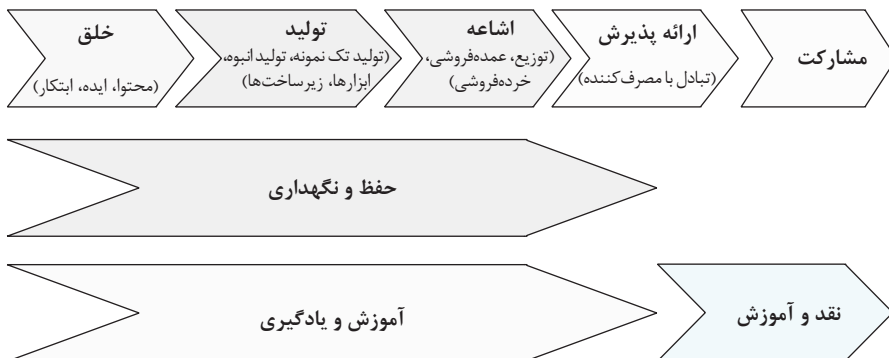 خلق
(محتوا، ایده، ابتکار)
تولید
(تولید تک نمونه، تولید انبوه،
ابزارها، زیرساخت‌ها)
اشاعه
(توزیع، عمده‌فروشی،
خرده‌فروشی)
ارائه پذیرش
(تبادل با مصرف‌کننده)
مشارکت
حفظ و نگهداری
آموزش و یادگیری
نقد و آموزش